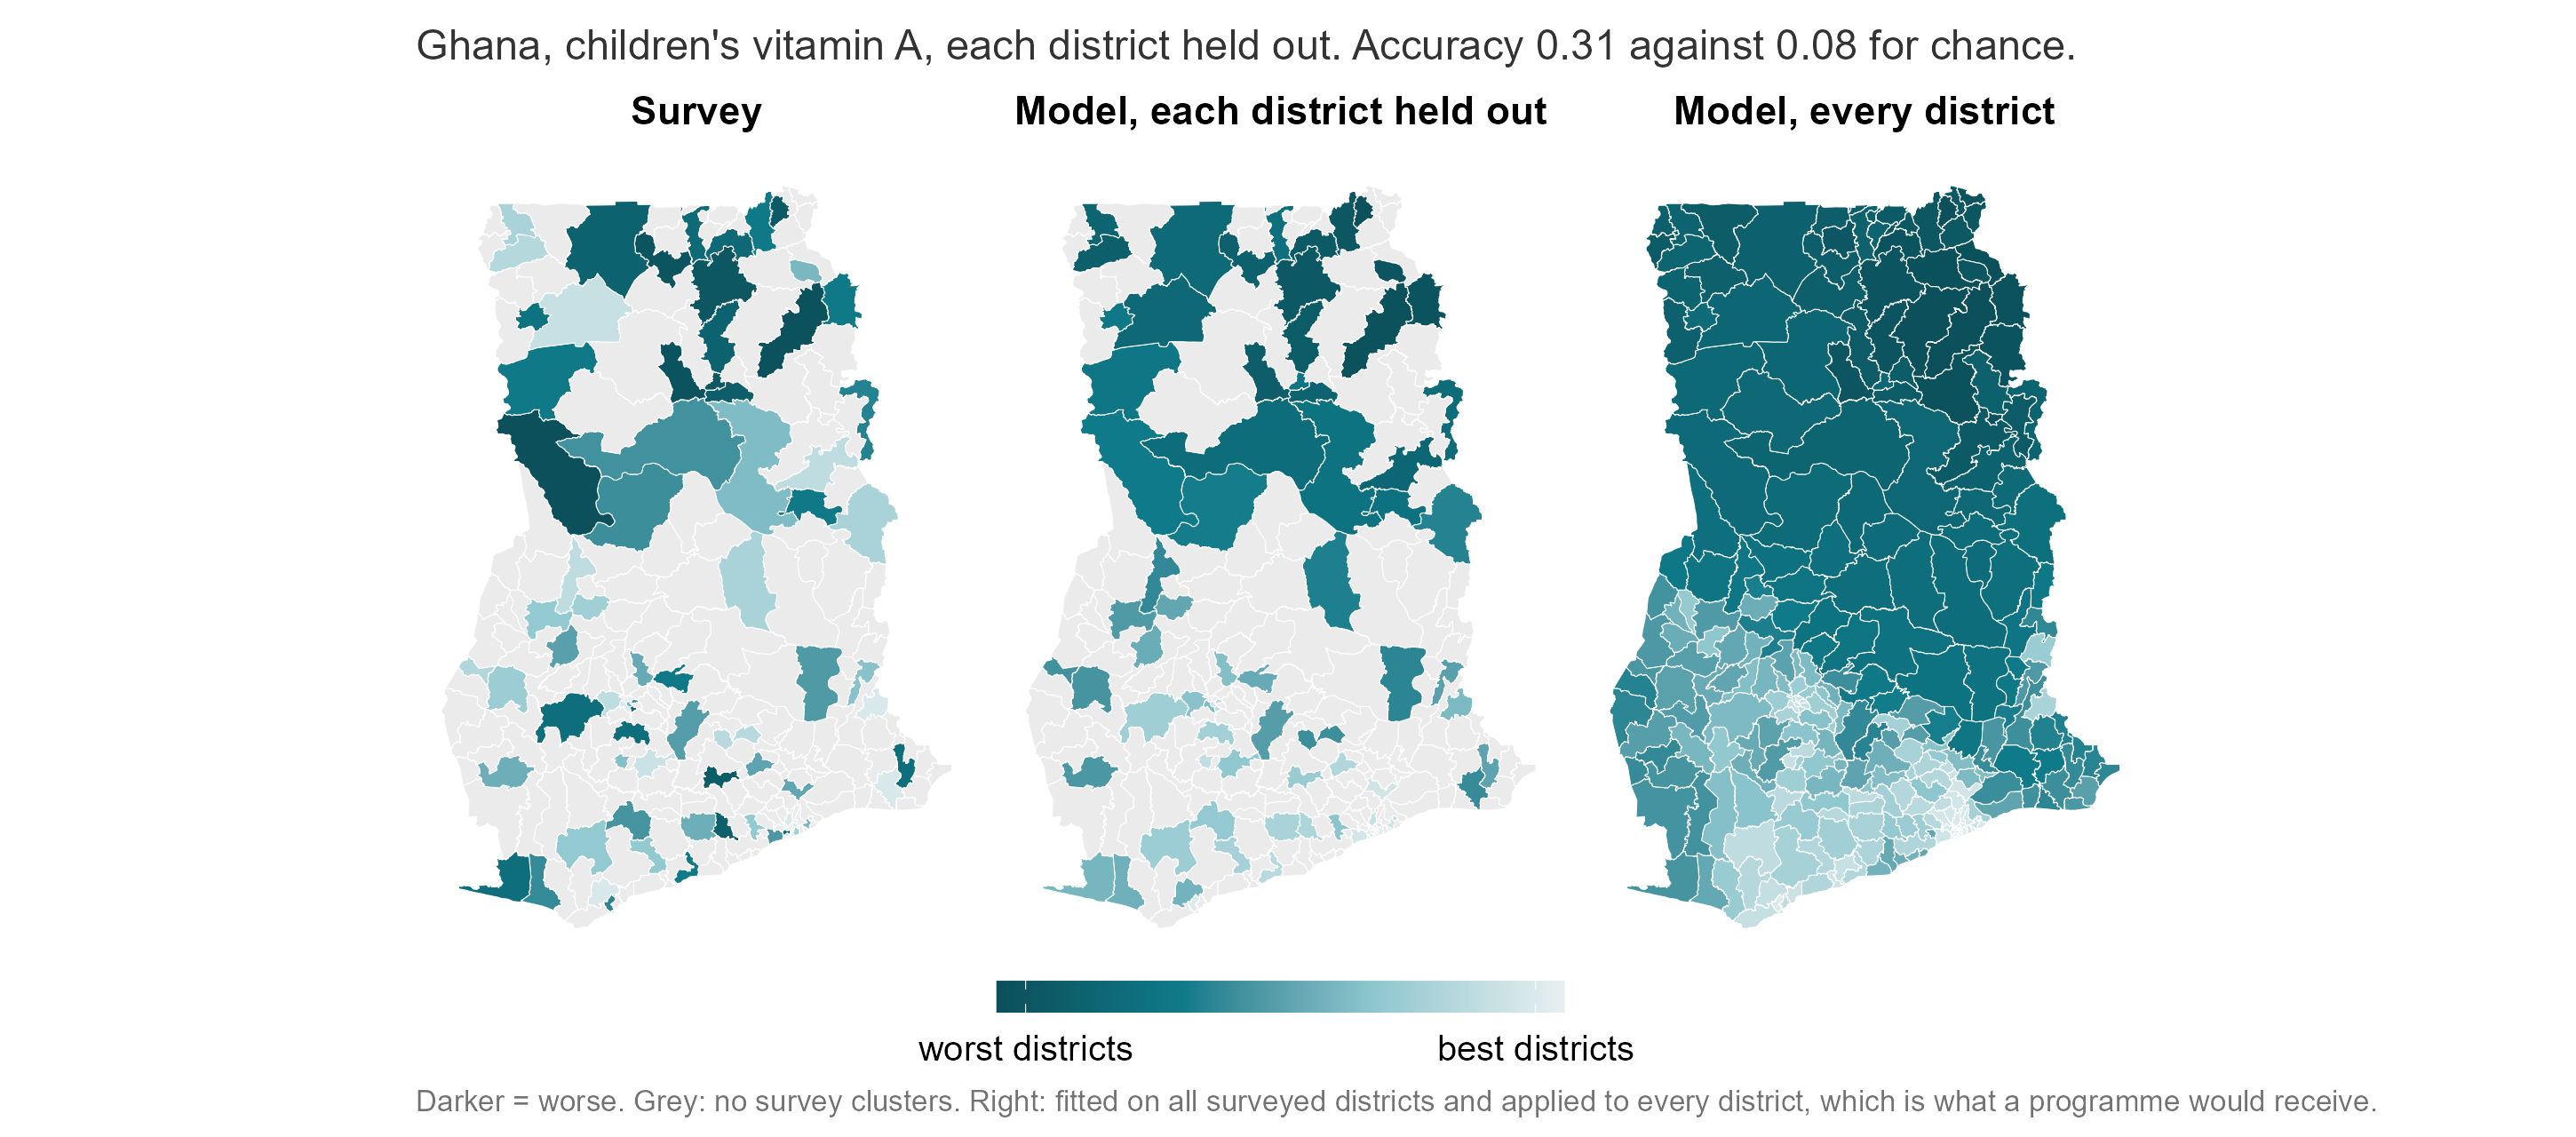 Ghana, children's vitamin A, each district held out. Accuracy 0.31 against 0.08 for chance.
Survey
Model, each district held out
Model, every district
worst districts
best districts
Darker = worse. Grey: no survey clusters. Right: fitted on all surveyed districts and applied to every district, which is what a programme would receive.